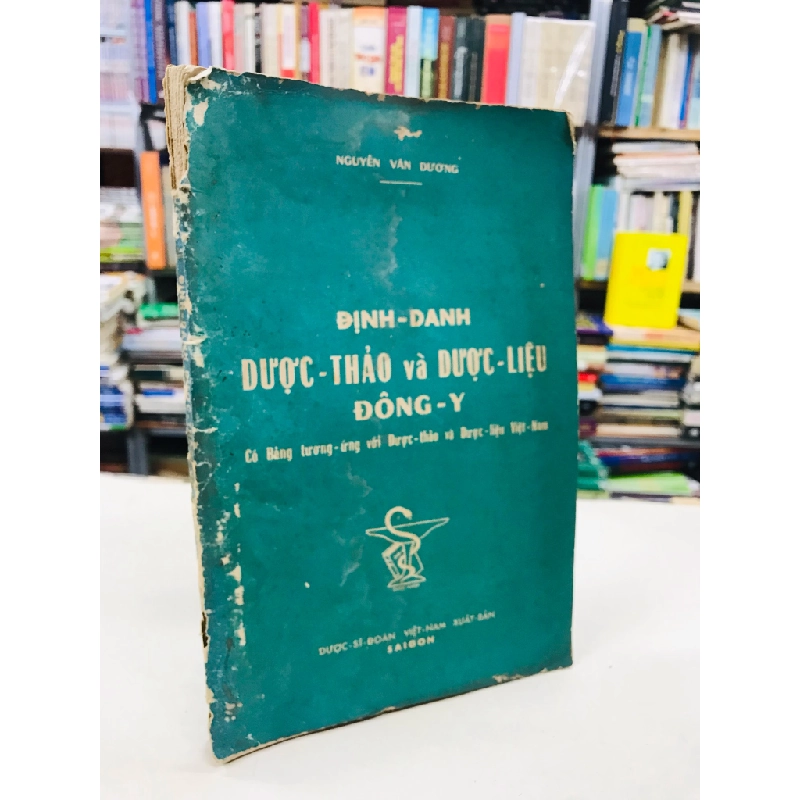 NGUYỄN VĂN DƯƠNG
ĐỊNH-DANH
DƯỢC-THẢO và DƯỢC-LIỆU
ĐÔNG-Y
Có Bảng tương-ứng với Dược-thảo và Dược-liệu Việt-Nam
DƯỢC-SĨ-ĐOÀN VIỆT-NAM XUẤT-BẢN
SAIGON